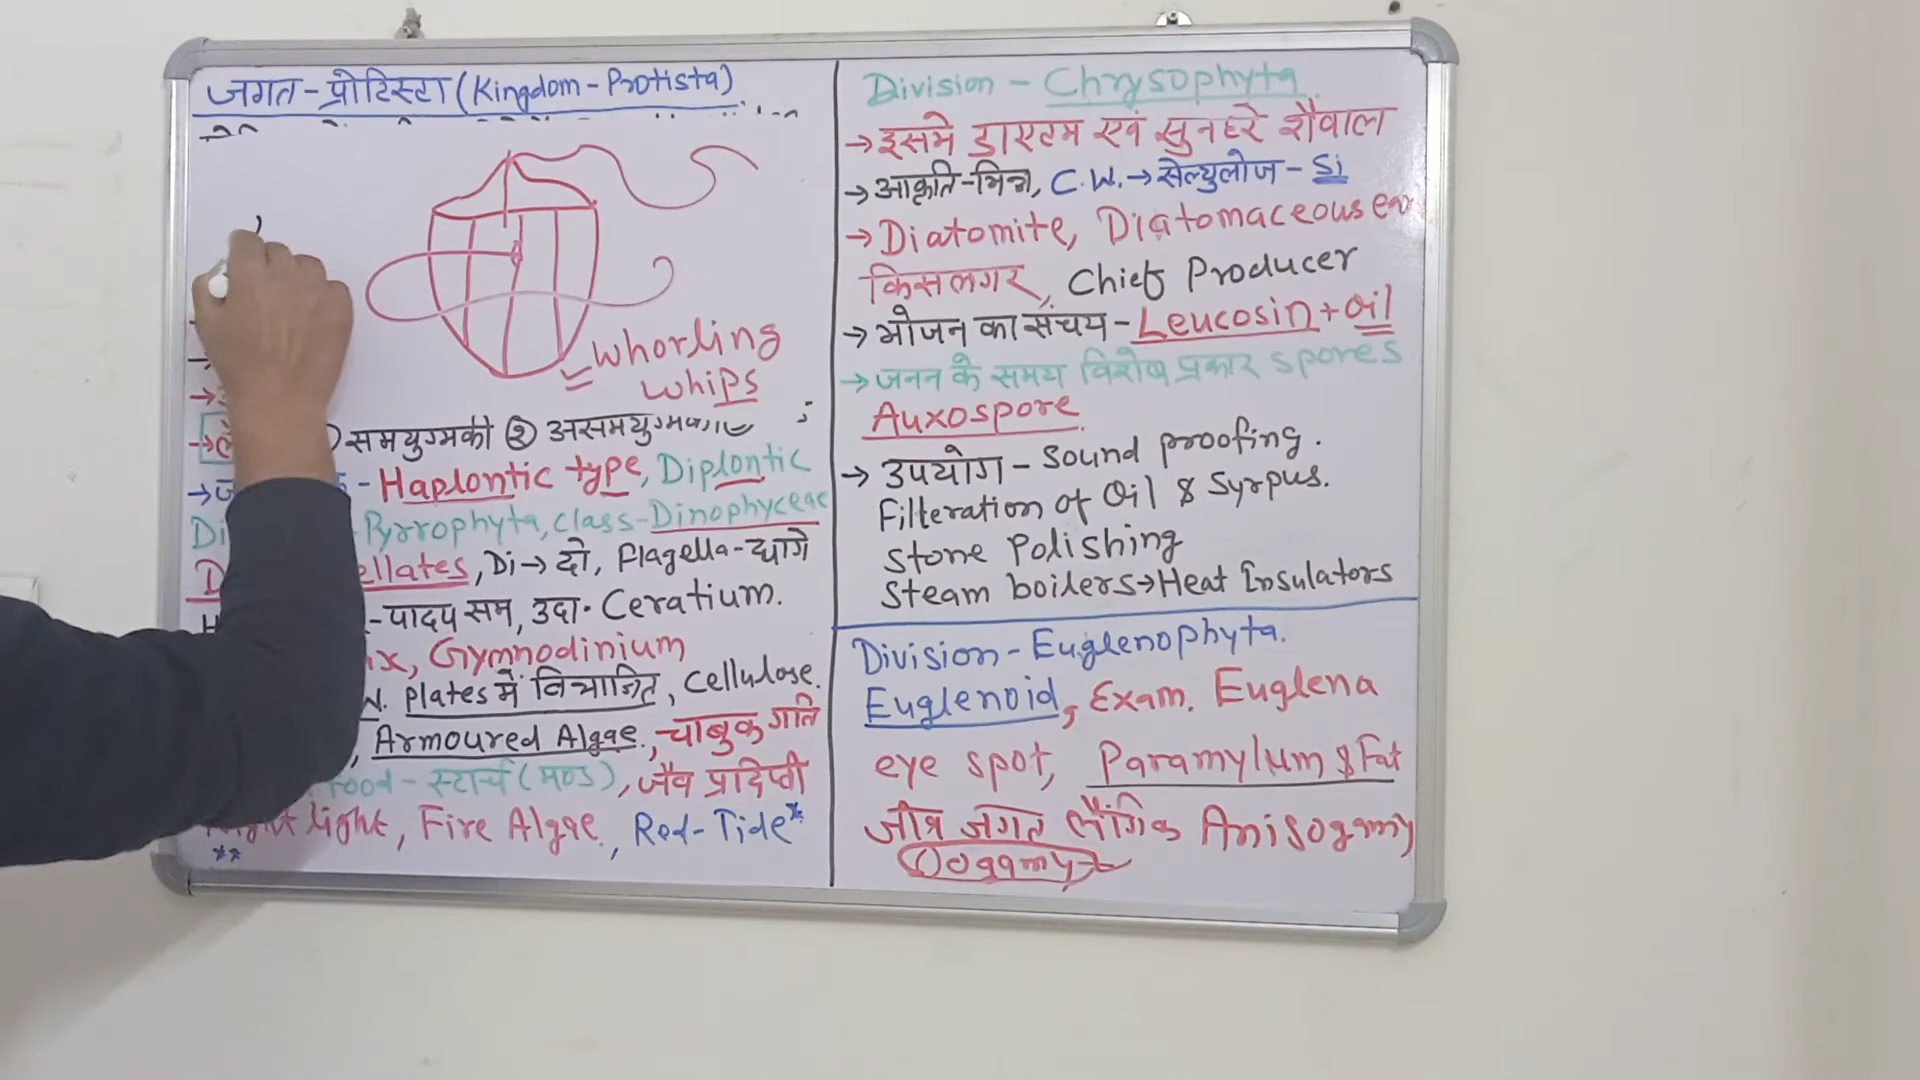 जगत-प्रोटिस्टा (Kingdom-Protista)
Whorling
whips
समयुग्मकी ② असमयुग्मकी
- Haplontic type, Diplontic
Pyrrophyta, class-Dinophyceae
ellates, Di→दो, Flagella-धागे
-पादप सम, उदा. Ceratium.
ix, Gymnodinium
W. Plates में विभाजित, Cellulose.
, Armoured Algae, चाबुक गति
Food-स्टार्च (मण्ड), जैव प्रदिप्ती
light, Fire Algae, Red-Tide*
**
Division - Chrysophyta.
→ इसमे डाएटम एवं सुनहरे शैवाल
→ आकृति-भिन्न, C.W.→सेल्युलोज-Si
→ Diatomite, Diatomaceous ear
किसलगर, Chief Producer
→ भोजन का संचय-Leucosin+Oil
→ जनन के समय विशेष प्रकार spores
Auxospore.
→ उपयोग-Sound proofing.
Filteration of Oil & Syrpus.
Stone Polishing
Steam boilers→Heat Insulators
Division-Euglenophyta.
Euglenoid, Exam. Euglena
eye spot, Paramylum & Fat
जीव जगत लैंगिक Anisogamy
Oogamy